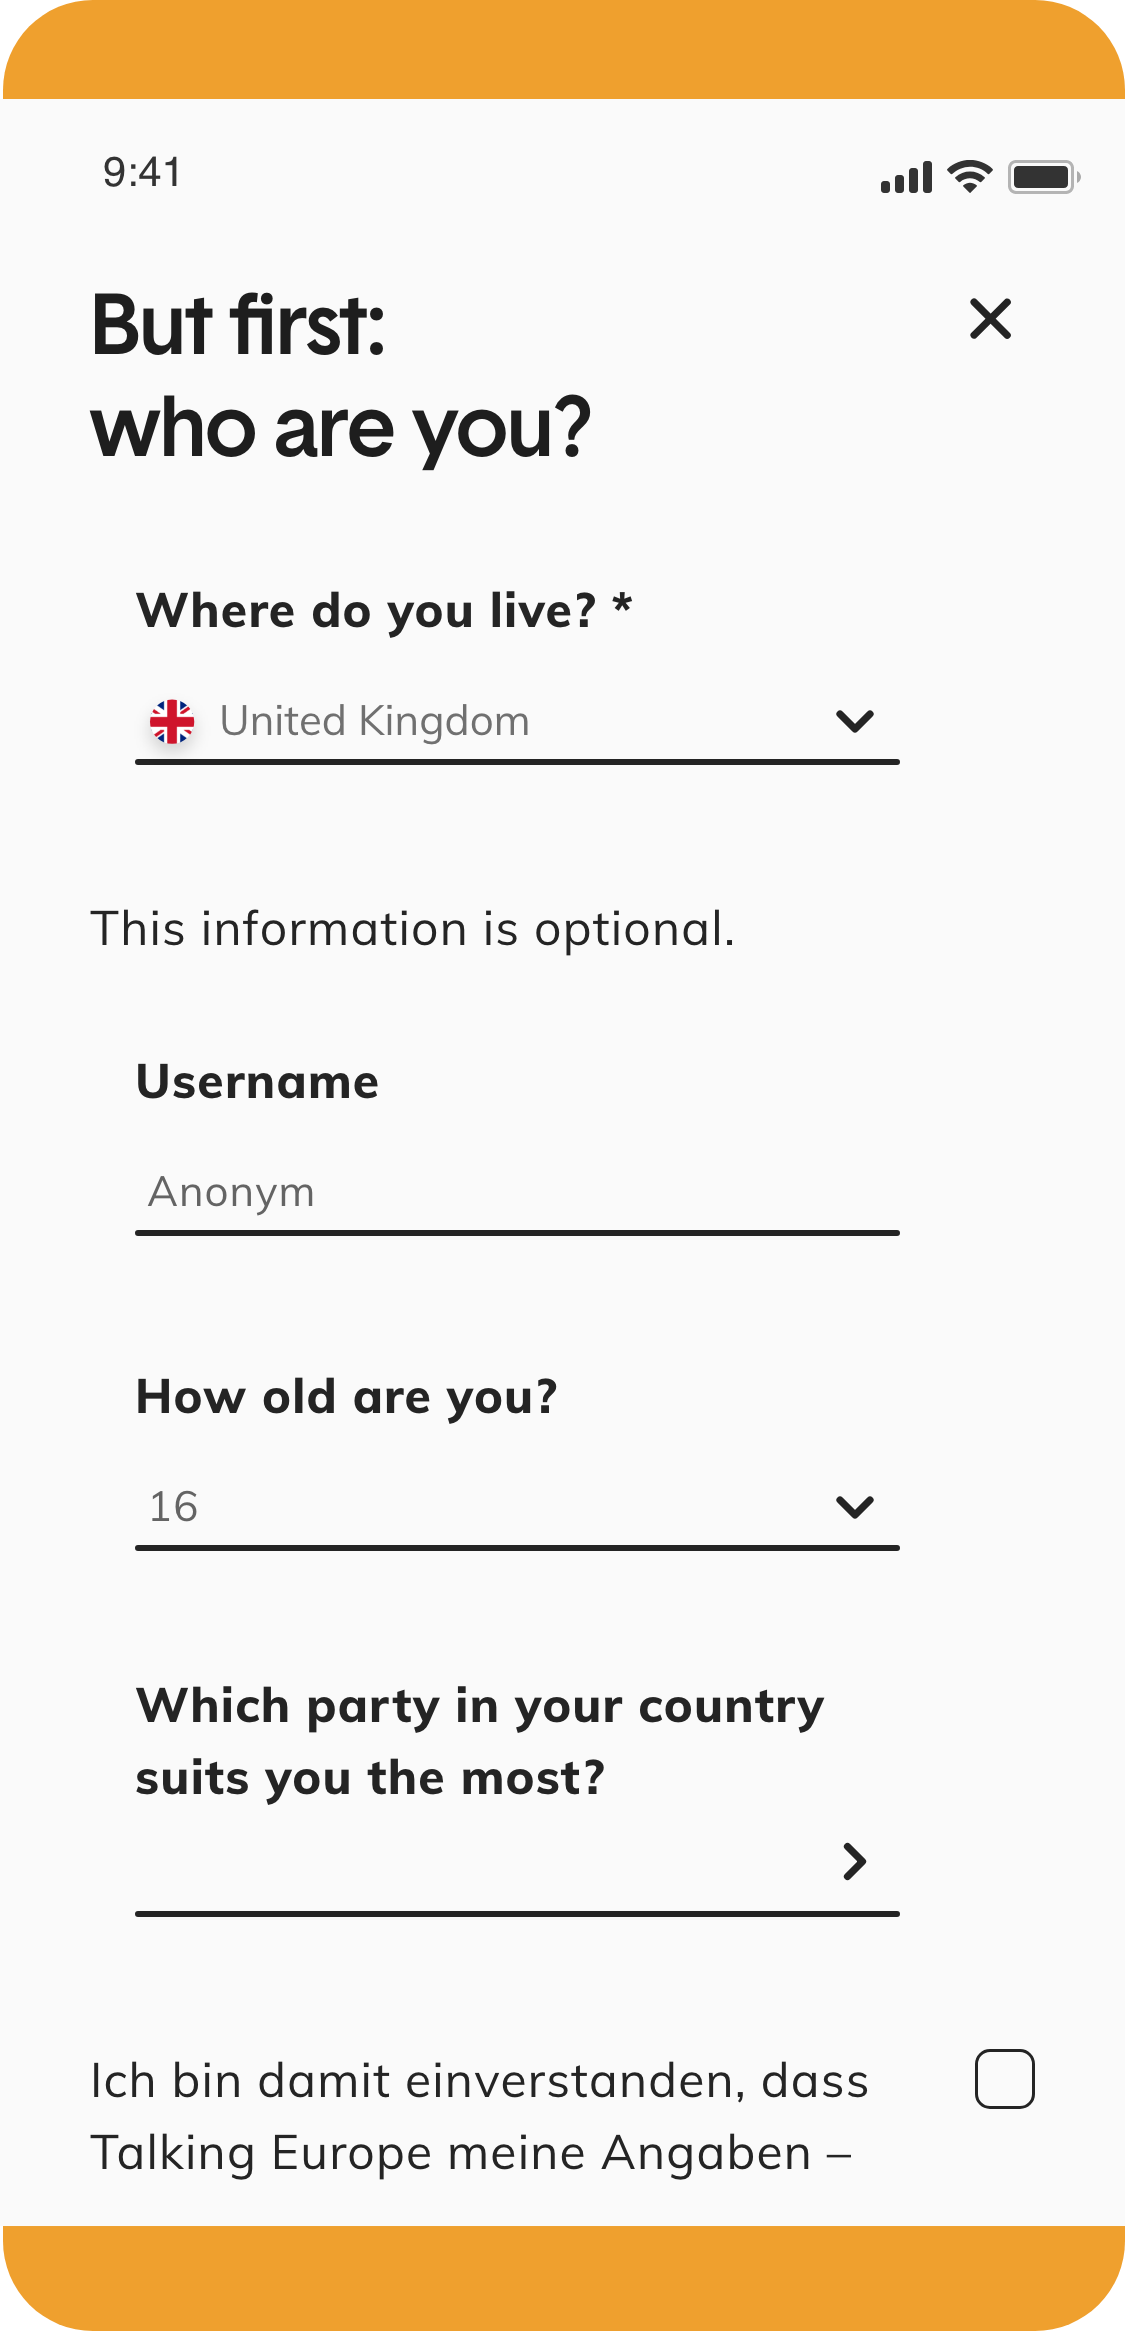 9:41
But first:
who are you?
Where do you live? *
United Kingdom
This information is optional.
Username
Anonym
How old are you?
16
Which party in your country
suits you the most?
Ich bin damit einverstanden, dass
Talking Europe meine Angaben –